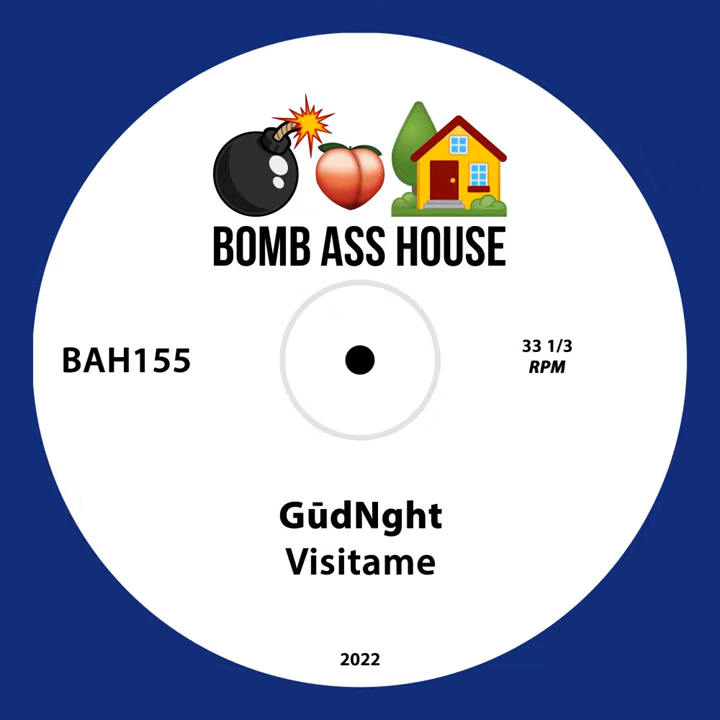 BOMB ASS HOUSE
BAH155
33 1/3
RPM
GūdNght
Visitame
2022